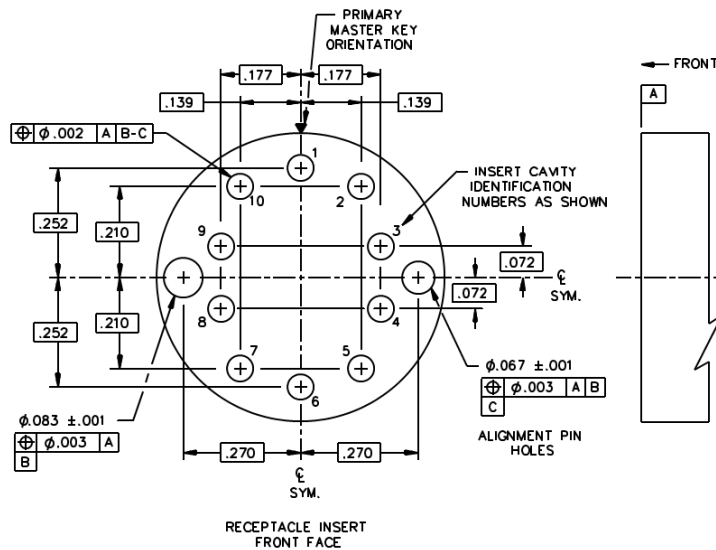 PRIMARY
MASTER KEY
ORIENTATION
FRONT
.177
.177
.139
.139
A
⌖ ⌀.002 A B-C
1
10
2
INSERT CAVITY
IDENTIFICATION
NUMBERS AS SHOWN
.252
.210
9
3
.072
℄
SYM.
.072
.252
.210
8
4
7
5
6
⌀.067 ±.001
⌖ ⌀.003 A B
C
ALIGNMENT PIN
HOLES
⌀.083 ±.001
⌖ ⌀.003 A
B
.270
.270
℄
SYM.
RECEPTACLE INSERT
FRONT FACE